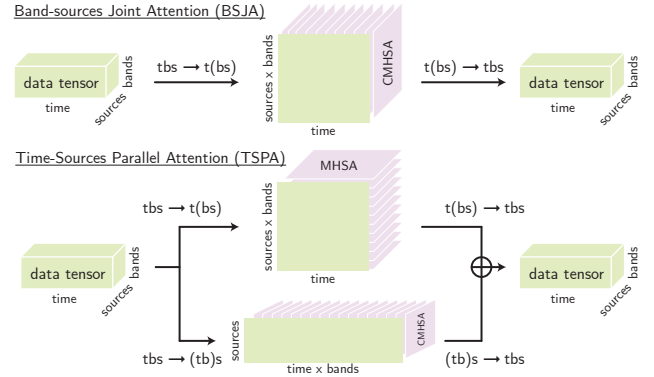 Band-sources Joint Attention (BSJA)
data tensor
time
sources
bands
tbs → t(bs)
sources x bands
time
CMHSA
t(bs) → tbs
data tensor
time
sources
bands
Time-Sources Parallel Attention (TSPA)
data tensor
time
sources
bands
tbs → t(bs)
sources x bands
MHSA
time
t(bs) → tbs
tbs → (tb)s
sources
time x bands
CMHSA
(tb)s → tbs
data tensor
time
sources
bands